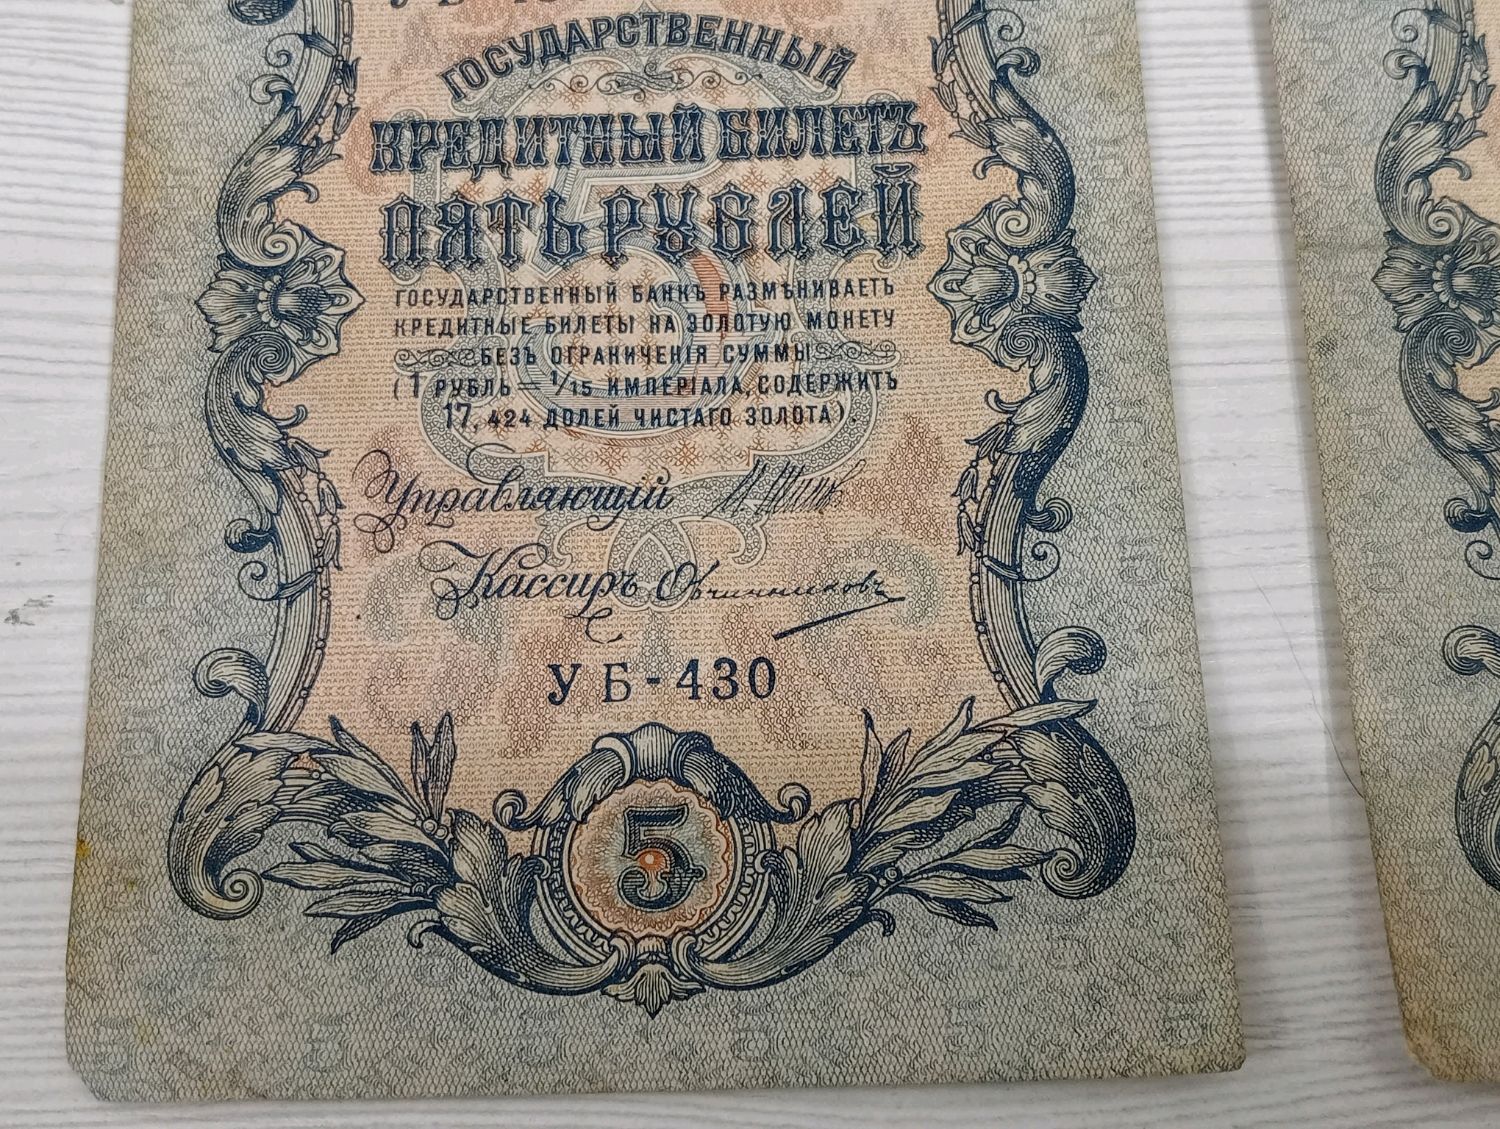 ГОСУДАРСТВЕННЫЙ
КРЕДИТНЫЙ БИЛЕТЪ
ПЯТЬ РУБЛЕЙ
ГОСУДАРСТВЕННЫЙ БАНКЪ РАЗМѢНИВАЕТЪ
КРЕДИТНЫЕ БИЛЕТЫ НА ЗОЛОТУЮ МОНЕТУ
БЕЗЪ ОГРАНИЧЕНІЯ СУММЫ
(1 РУБЛЬ = 1/15 ИМПЕРІАЛА, СОДЕРЖИТЪ
17,424 ДОЛЕЙ ЧИСТАГО ЗОЛОТА).
Управляющій
Кассиръ Овчинниковъ
УБ-430
5